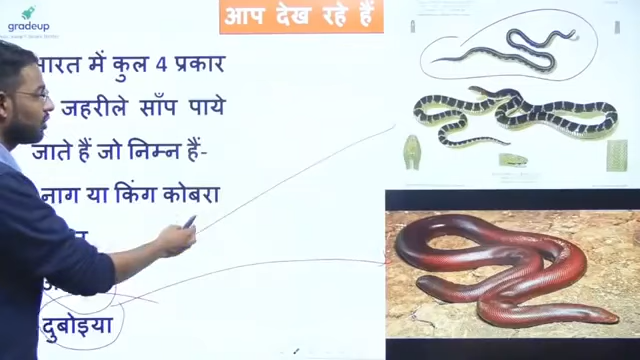 gradeup
आप देख रहे हैं
भारत में कुल 4 प्रकार
जहरीले साँप पाये
जाते हैं जो निम्न हैं-
नाग या किंग कोबरा
दुबोइया